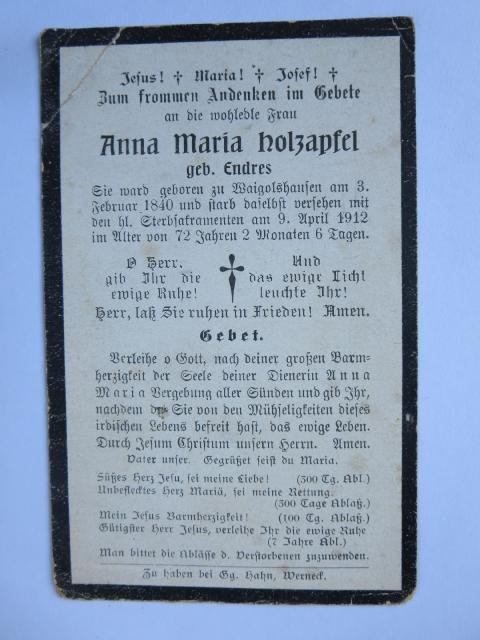 Jesus! † Maria! † Josef! †
Zum frommen Andenken im Gebete
an die wohledle Frau
Anna Maria Holzapfel
geb. Endres
Sie ward geboren zu Waigolshausen am 3.
Februar 1840 und starb daselbst versehen mit
den hl. Sterbsakramenten am 9. April 1912
im Alter von 72 Jahren 2 Monaten 6 Tagen.
O Herr, † Und
gib Ihr die das ewige Licht
ewige Ruhe! leuchte Ihr!
Herr, laß Sie ruhen in Frieden! Amen.
Gebet.
Verleihe o Gott, nach deiner großen Barm-
herzigkeit der Seele deiner Dienerin Anna
Maria Vergebung aller Sünden und gib Ihr,
nachdem du Sie von den Mühseligkeiten dieses
irdischen Lebens befreit hast, das ewige Leben.
Durch Jesum Christum unsern Herrn. Amen.
Vater unser. Gegrüßet seist du Maria.
Süßes Herz Jesu, sei meine Liebe! (300 Tg. Abl.)
Unbeflecktes Herz Mariä, sei meine Rettung.
(300 Tage Ablaß.)
Mein Jesus Barmherzigkeit! (100 Tg. Ablaß.)
Gütigster Herr Jesus, verleihe Ihr die ewige Ruhe
(7 Jahre Abl.)
Man bittet die Ablässe d. Verstorbenen zuzuwenden.
Zu haben bei Gg. Hahn, Werneck.